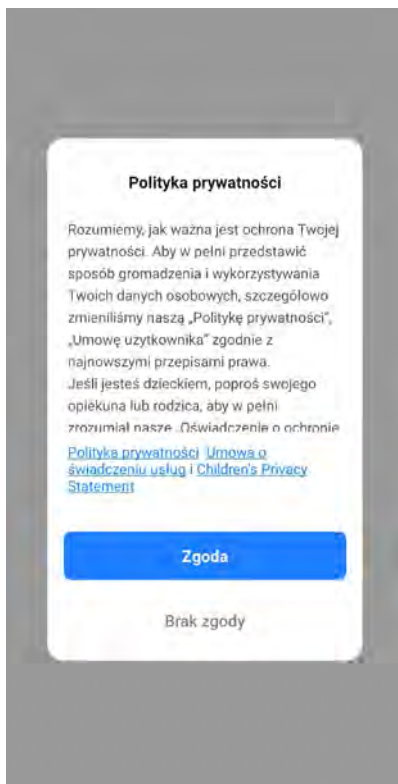 Polityka prywatności
Rozumiemy, jak ważna jest ochrona Twojej
prywatności. Aby w pełni przedstawić
sposób gromadzenia i wykorzystywania
Twoich danych osobowych, szczegółowo
zmieniliśmy naszą „Politykę prywatności”,
„Umowę użytkownika” zgodnie z
najnowszymi przepisami prawa.
Jeśli jesteś dzieckiem, poproś swojego
opiekuna lub rodzica, aby w pełni
zrozumiał nasze „Oświadczenie o ochronie
Polityka prywatności Umowa o
świadczeniu usług i Children's Privacy
Statement
Zgoda
Brak zgody